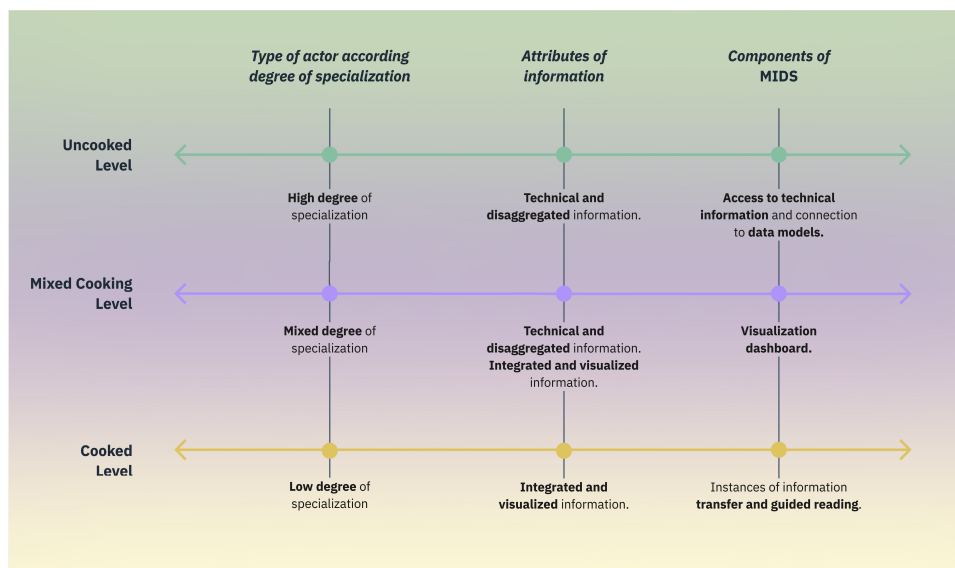 Type of actor according
degree of specialization
Attributes of
information
Components of
MIDS
Uncooked
Level
High degree of
specialization
Technical and
disaggregated information.
Access to technical
information and connection
to data models.
Mixed Cooking
Level
Mixed degree of
specialization
Technical and
disaggregated information.
Integrated and visualized
information.
Visualization
dashboard.
Cooked
Level
Low degree of
specialization
Integrated and
visualized information.
Instances of information
transfer and guided reading.